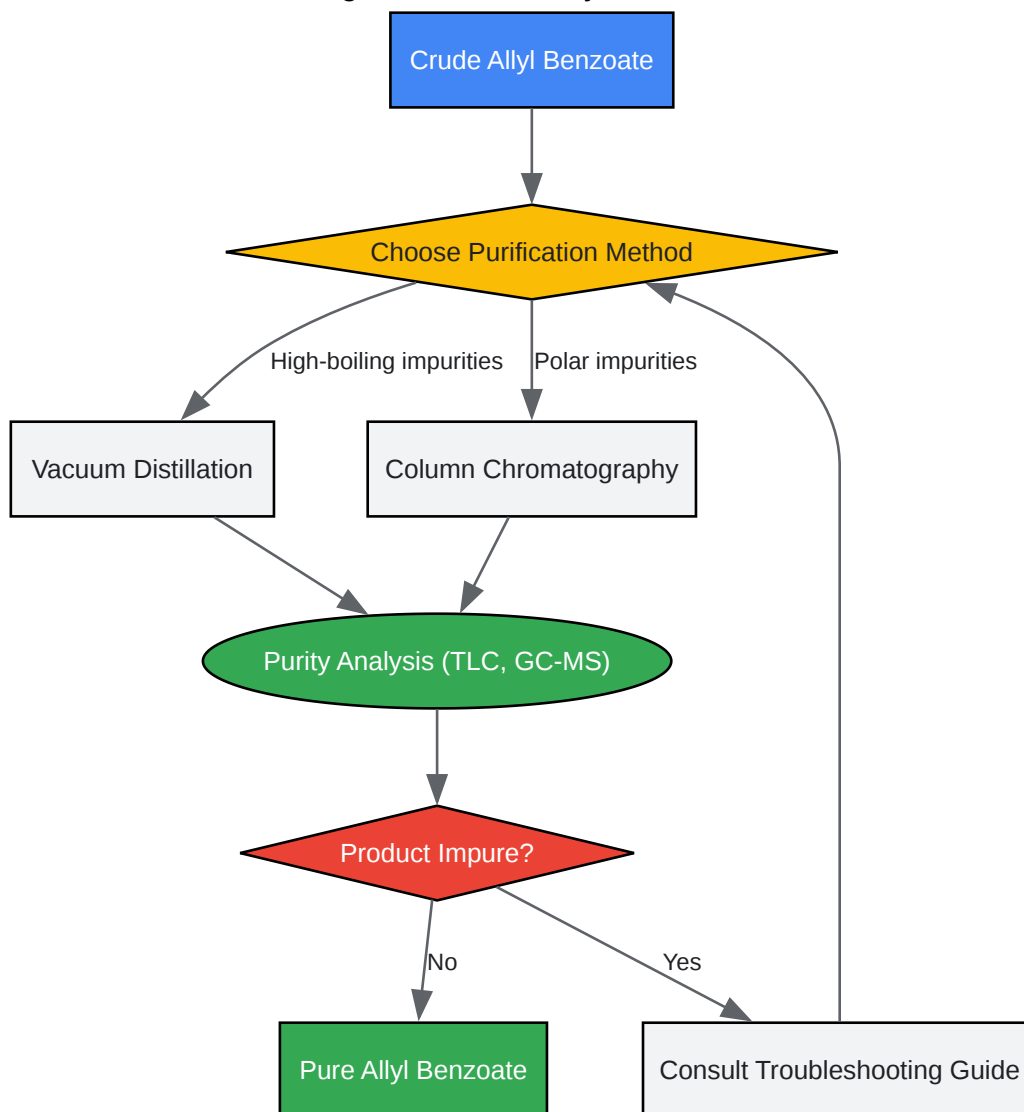 Crude Allyl Benzoate
Choose Purification Method
High-boiling impurities
Polar impurities
Vacuum Distillation
Column Chromatography
Purity Analysis (TLC, GC-MS)
Product Impure?
No
Yes
Pure Allyl Benzoate
Consult Troubleshooting Guide